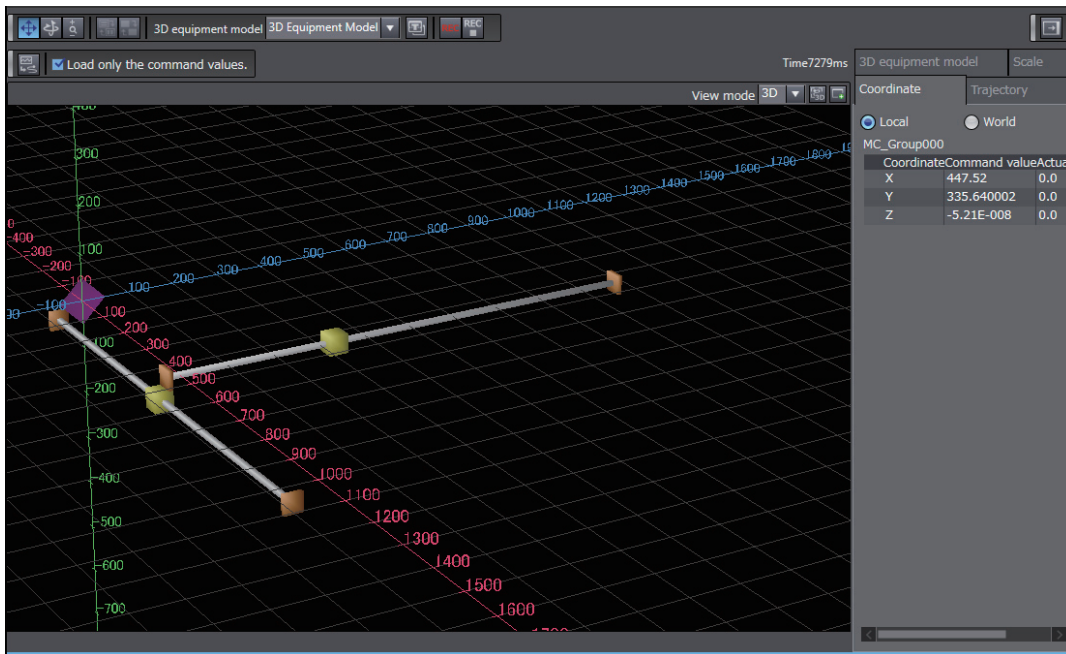 3D equipment model 3D Equipment Model REC
Load only the command values. Time7279ms
View mode 3D
3D equipment model Scale
Coordinate Trajectory
Local World
MC_Group000
CoordinateCommand valueActua
X 447.52 0.0
Y 335.640002 0.0
Z -5.21E-008 0.0
300
200
100
-100
-200
-300
-400
-500
-600
-700
-100 100 200 300 400 500 600 700 800 900 1000 1100 1200 1300 1400 1500 1600 1700 1800
-400
-300
-200
100
200
300
400
500
600
700
800
900
1000
1100
1200
1300
1400
1500
1600